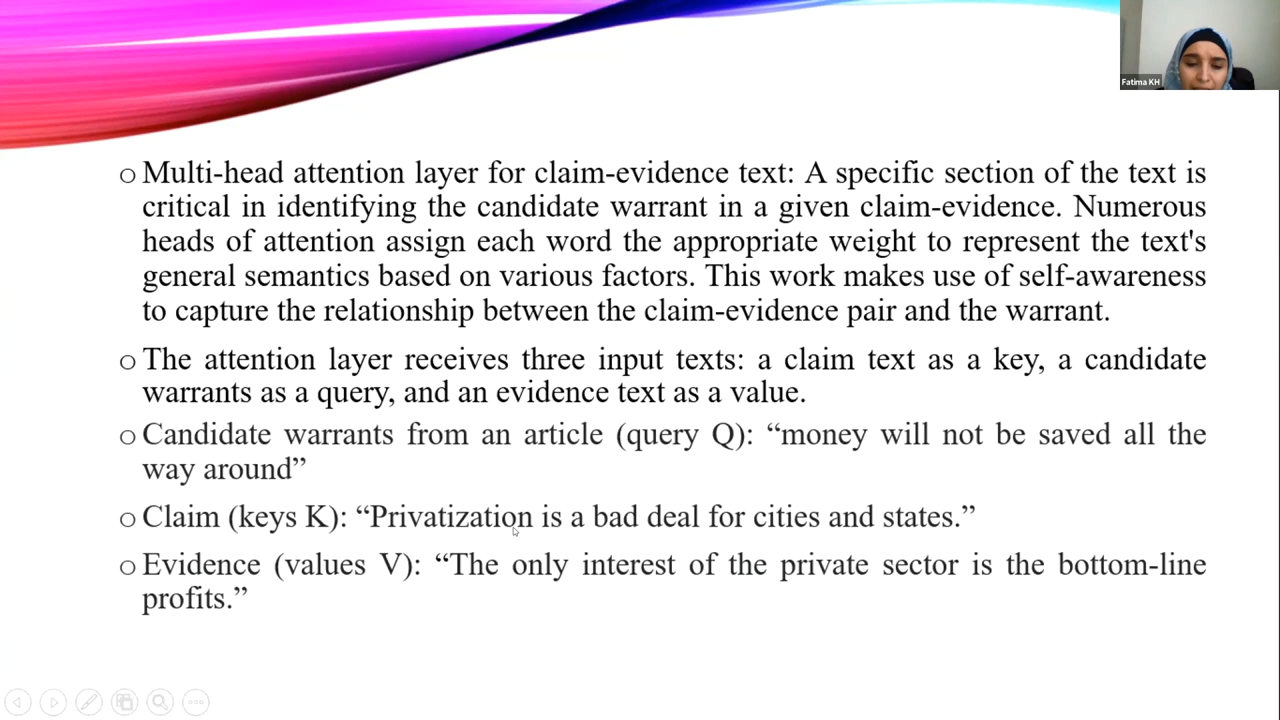 Fatima KH
o Multi-head attention layer for claim-evidence text: A specific section of the text is
critical in identifying the candidate warrant in a given claim-evidence. Numerous
heads of attention assign each word the appropriate weight to represent the text's
general semantics based on various factors. This work makes use of self-awareness
to capture the relationship between the claim-evidence pair and the warrant.
o The attention layer receives three input texts: a claim text as a key, a candidate
warrants as a query, and an evidence text as a value.
o Candidate warrants from an article (query Q): “money will not be saved all the
way around”
o Claim (keys K): “Privatization is a bad deal for cities and states.”
o Evidence (values V): “The only interest of the private sector is the bottom-line
profits.”